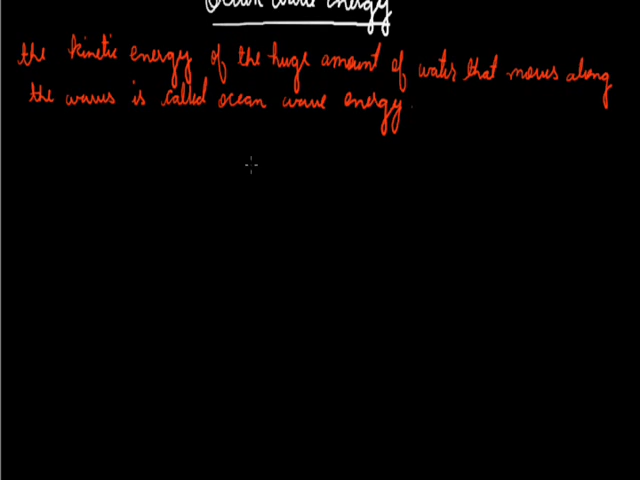 Ocean wave energy
the kinetic energy of the huge amount of water that moves along
the waves is called ocean wave energy.